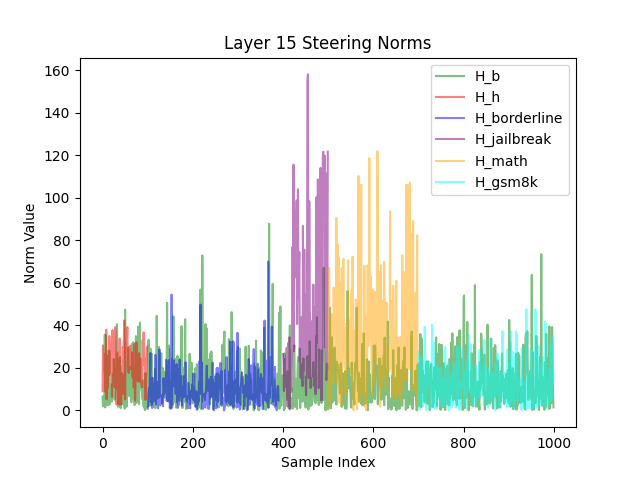 Layer 15 Steering Norms
160
140
120
100
80
60
40
20
0
Norm Value
0
200
400
600
800
1000
Sample Index
H_b
H_h
H_borderline
H_jailbreak
H_math
H_gsm8k